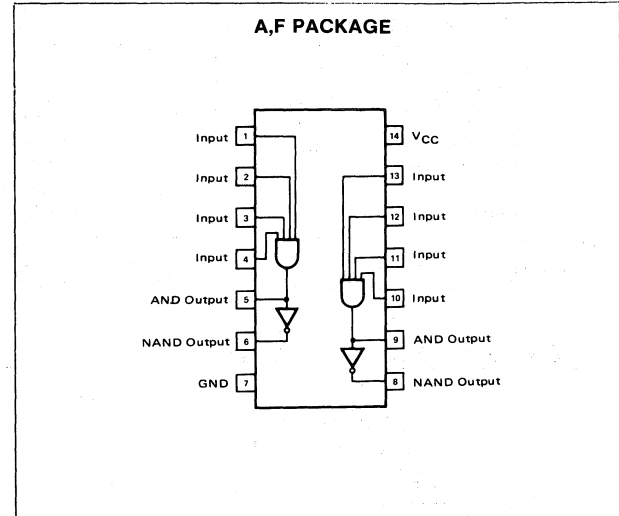 A,F PACKAGE
Input 1
Input 2
Input 3
Input 4
AND Output 5
NAND Output 6
GND 7
14 VCC
13 Input
12 Input
11 Input
10 Input
9 AND Output
8 NAND Output